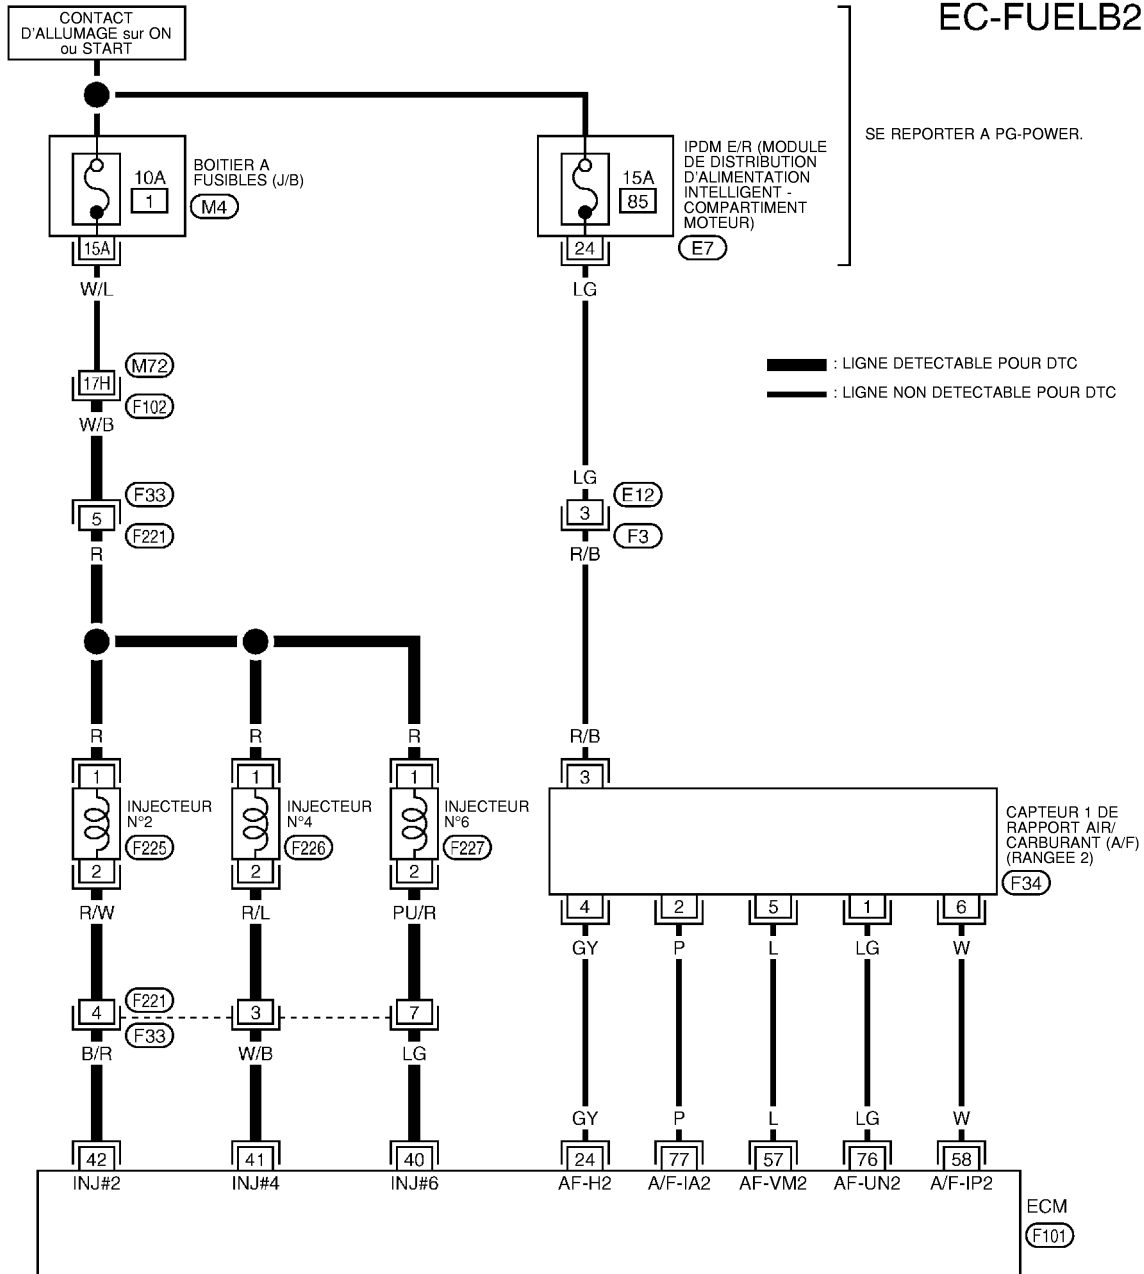 EC-FUELB2
CONTACT
D'ALLUMAGE sur ON
ou START
SE REPORTER A PG-POWER.
10A
1
BOITIER A
FUSIBLES (J/B)
M4
15A
85
IPDM E/R (MODULE
DE DISTRIBUTION
D'ALIMENTATION
INTELLIGENT -
COMPARTIMENT
MOTEUR)
E7
15A
24
W/L
LG
: LIGNE DETECTABLE POUR DTC
: LIGNE NON DETECTABLE POUR DTC
M72
17H
F102
W/B
F33
5
F221
R
LG
E12
3
F3
R/B
R
R
R
R/B
1
1
1
3
INJECTEUR
N°2
F225
INJECTEUR
N°4
F226
INJECTEUR
N°6
F227
CAPTEUR 1 DE
RAPPORT AIR/
CARBURANT (A/F)
(RANGEE 2)
F34
2
2
2
4
2
5
1
6
R/W
R/L
PU/R
GY
P
L
LG
W
4
F221
F33
3
7
B/R
W/B
LG
GY
P
L
LG
W
42
41
40
24
77
57
76
58
INJ#2
INJ#4
INJ#6
AF-H2
A/F-IA2
AF-VM2
AF-UN2
A/F-IP2
ECM
F101